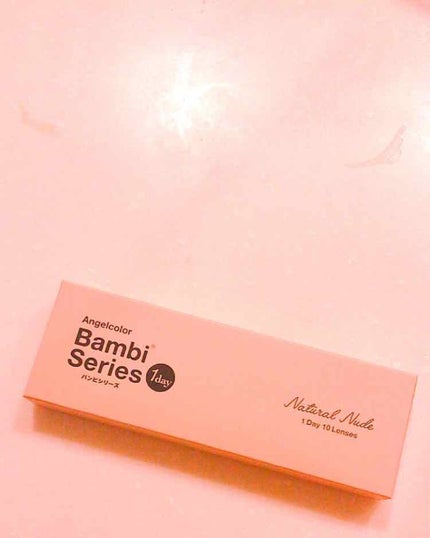 Angelcolor
Bambi®
Series 1day
バンビシリーズ
Natural Nude
1 Day 10 Lenses